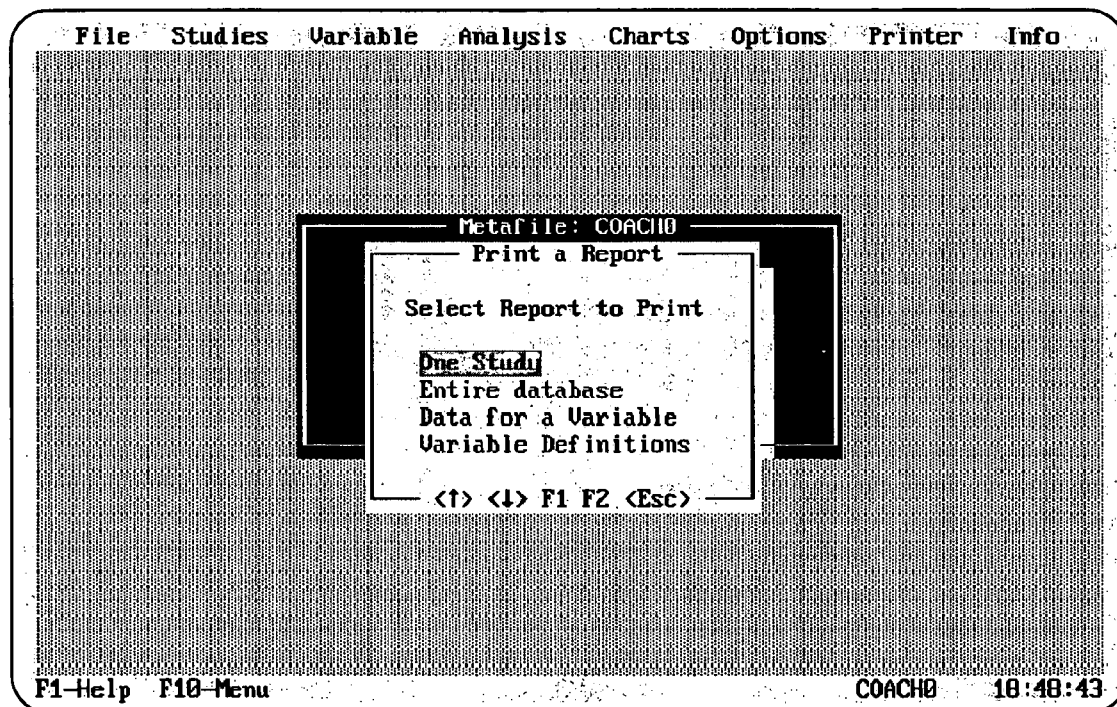 File Studies Variable Analysis Charts Options Printer Info
Metafile: COACH0
Print a Report
Select Report to Print
One Study
Entire database
Data for a Variable
Variable Definitions
<↑> <↓> F1 F2 <Esc>
F1-Help F10-Menu COACH0 18:48:43